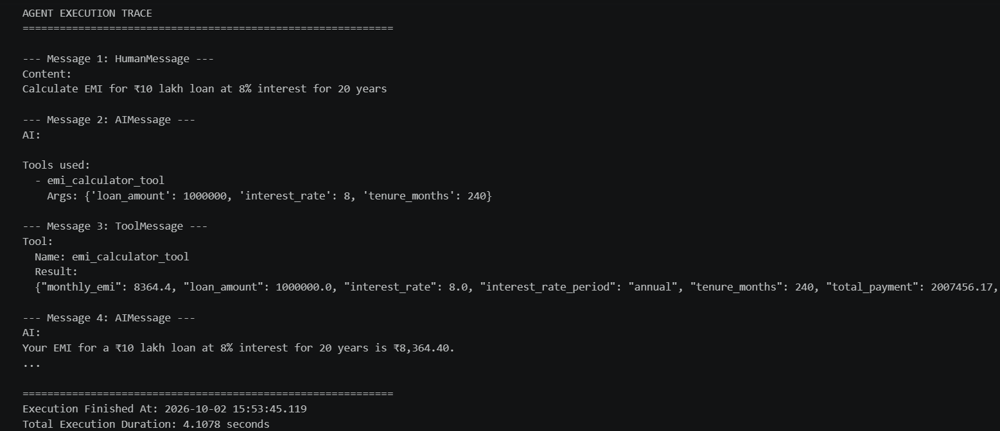 AGENT EXECUTION TRACE
============================================================
--- Message 1: HumanMessage ---
Content:
Calculate EMI for ₹10 lakh loan at 8% interest for 20 years
--- Message 2: AIMessage ---
AI:
Tools used:
  - emi_calculator_tool
    Args: {'loan_amount': 1000000, 'interest_rate': 8, 'tenure_months': 240}
--- Message 3: ToolMessage ---
Tool:
  Name: emi_calculator_tool
  Result:
  {"monthly_emi": 8364.4, "loan_amount": 1000000.0, "interest_rate": 8.0, "interest_rate_period": "annual", "tenure_months": 240, "total_payment": 2007456.17,
--- Message 4: AIMessage ---
AI:
Your EMI for a ₹10 lakh loan at 8% interest for 20 years is ₹8,364.40.
...
============================================================
Execution Finished At: 2026-10-02 15:53:45.119
Total Execution Duration: 4.1078 seconds